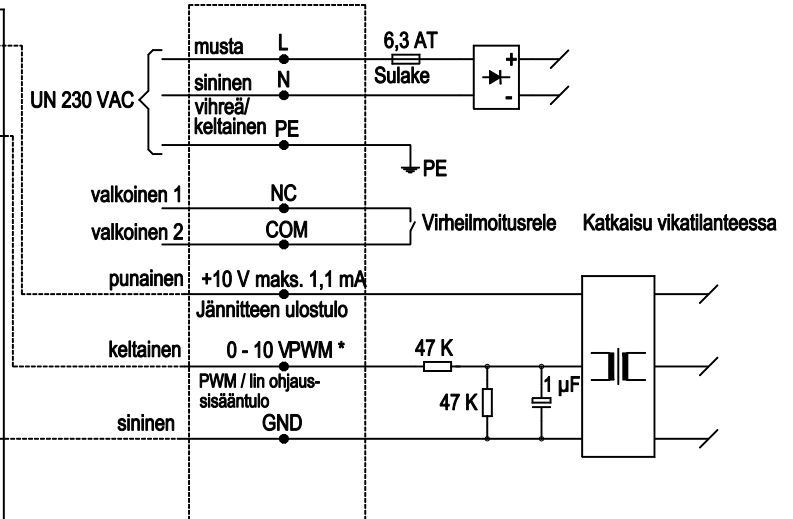 musta L 6,3 AT
Sulake
+
sininen N
-
UN 230 VAC
vihreä/
keltainen PE
PE
valkoinen 1 NC
valkoinen 2 COM
Virheilmoitusrele Katkaisu vikatilanteessa
punainen +10 V maks. 1,1 mA
Jännitteen ulostulo
keltainen 0 - 10 VPWM * 47 K
PWM / lin ohjaus-
sisääntulo
47 K 1 µF
sininen GND